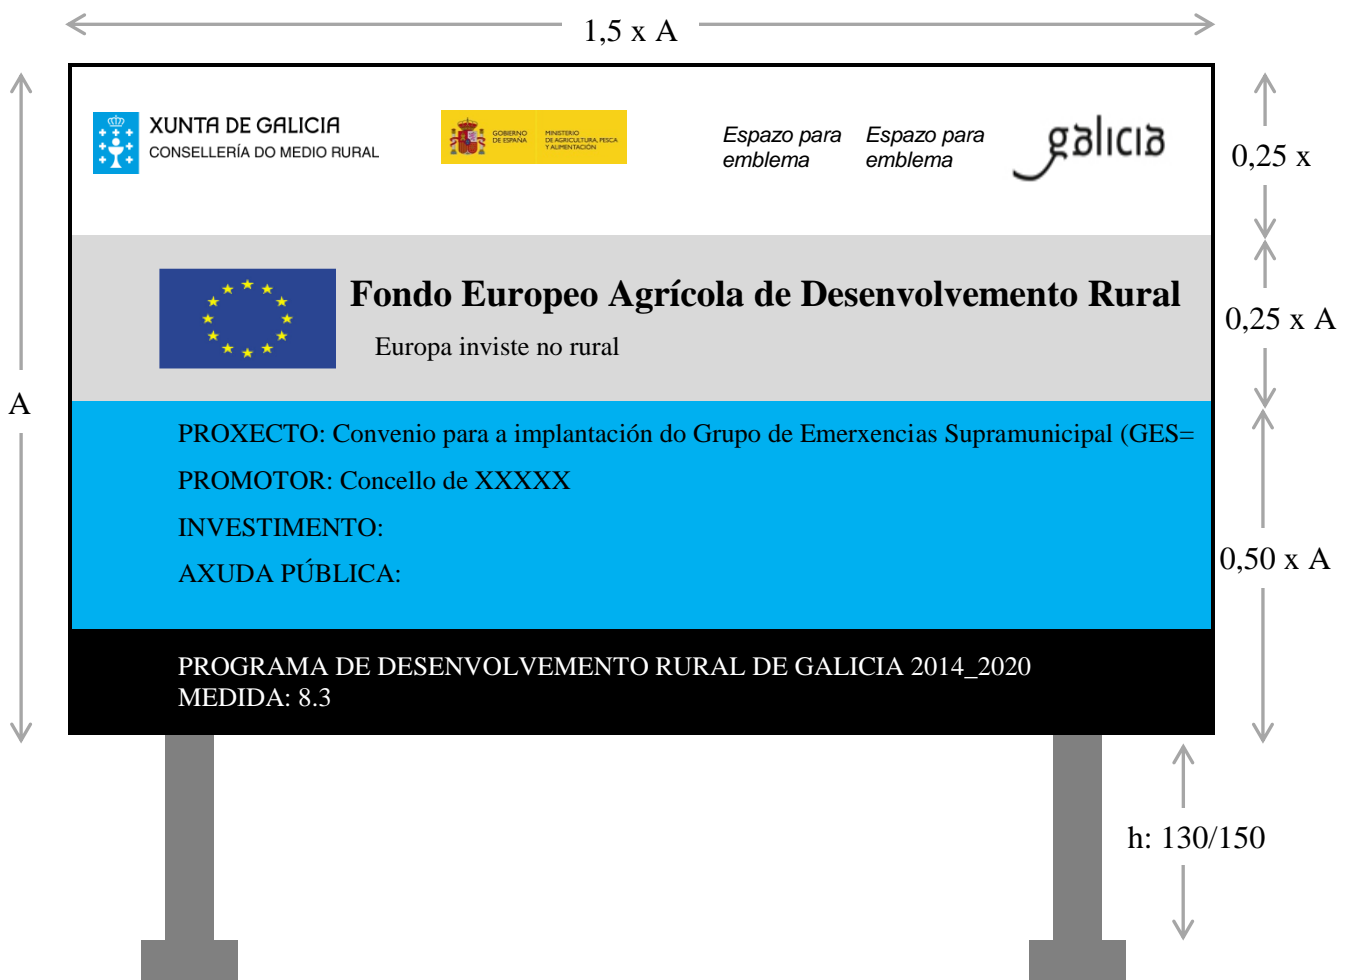 1,5 x A
XUNTA DE GALICIA
CONSELLERÍA DO MEDIO RURAL
GOBIERNO
DE ESPAÑA
MINISTERIO
DE AGRICULTURA, PESCA
Y ALIMENTACIÓN
Espazo para
emblema
Espazo para
emblema
galicia
0,25 x
Fondo Europeo Agrícola de Desenvolvemento Rural
Europa inviste no rural
0,25 x A
A
PROXECTO: Convenio para a implantación do Grupo de Emerxencias Supramunicipal (GES=
PROMOTOR: Concello de XXXXX
INVESTIMENTO:
AXUDA PÚBLICA:
0,50 x A
PROGRAMA DE DESENVOLVEMENTO RURAL DE GALICIA 2014_2020
MEDIDA: 8.3
h: 130/150